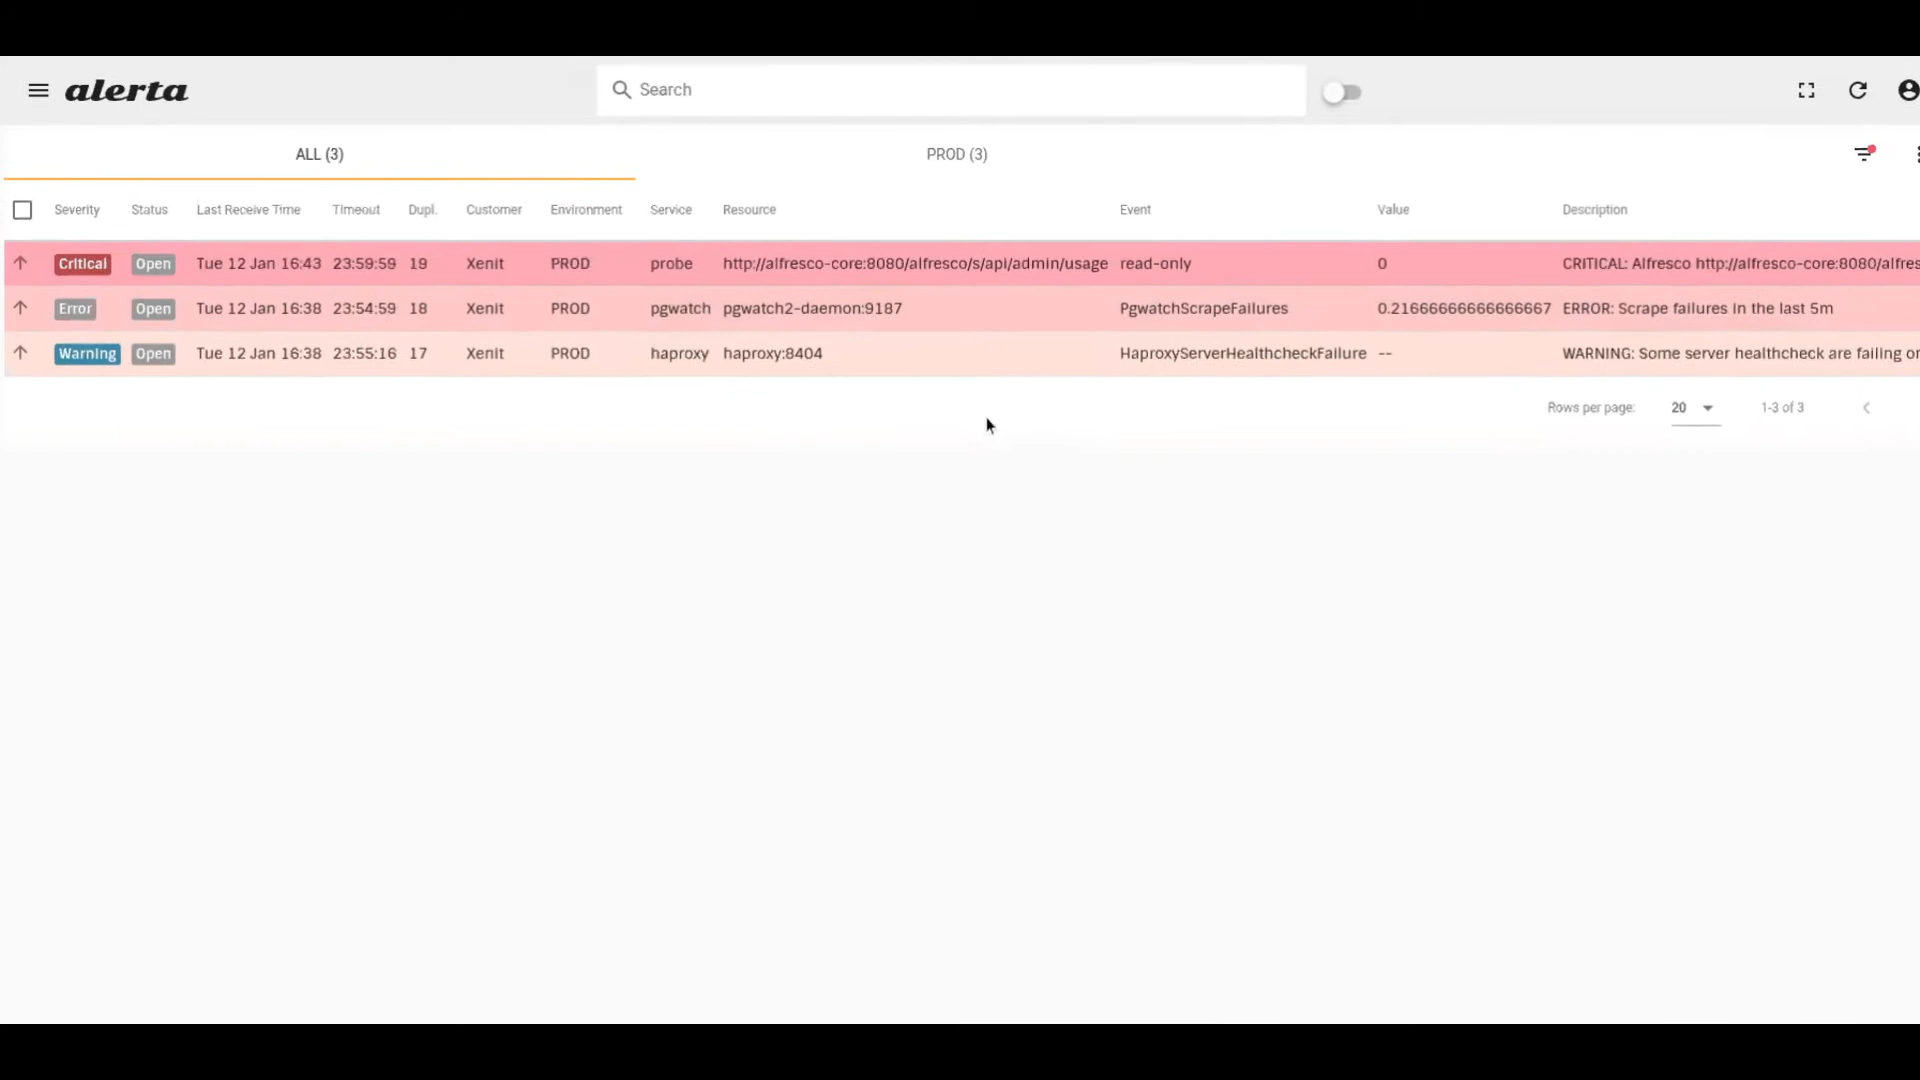 alerta
Search
ALL (3)
PROD (3)
Severity Status Last Receive Time Timeout Dupl. Customer Environment Service Resource Event Value Description
Critical Open Tue 12 Jan 16:43 23:59:59 19 Xenit PROD probe http://alfresco-core:8080/alfresco/s/api/admin/usage read-only 0 CRITICAL: Alfresco http://alfresco-core:8080/alfres
Error Open Tue 12 Jan 16:38 23:54:59 18 Xenit PROD pgwatch pgwatch2-daemon:9187 PgwatchScrapeFailures 0.21666666666666667 ERROR: Scrape failures in the last 5m
Warning Open Tue 12 Jan 16:38 23:55:16 17 Xenit PROD haproxy haproxy:8404 HaproxyServerHealthcheckFailure -- WARNING: Some server healthcheck are failing or
Rows per page: 20 1-3 of 3